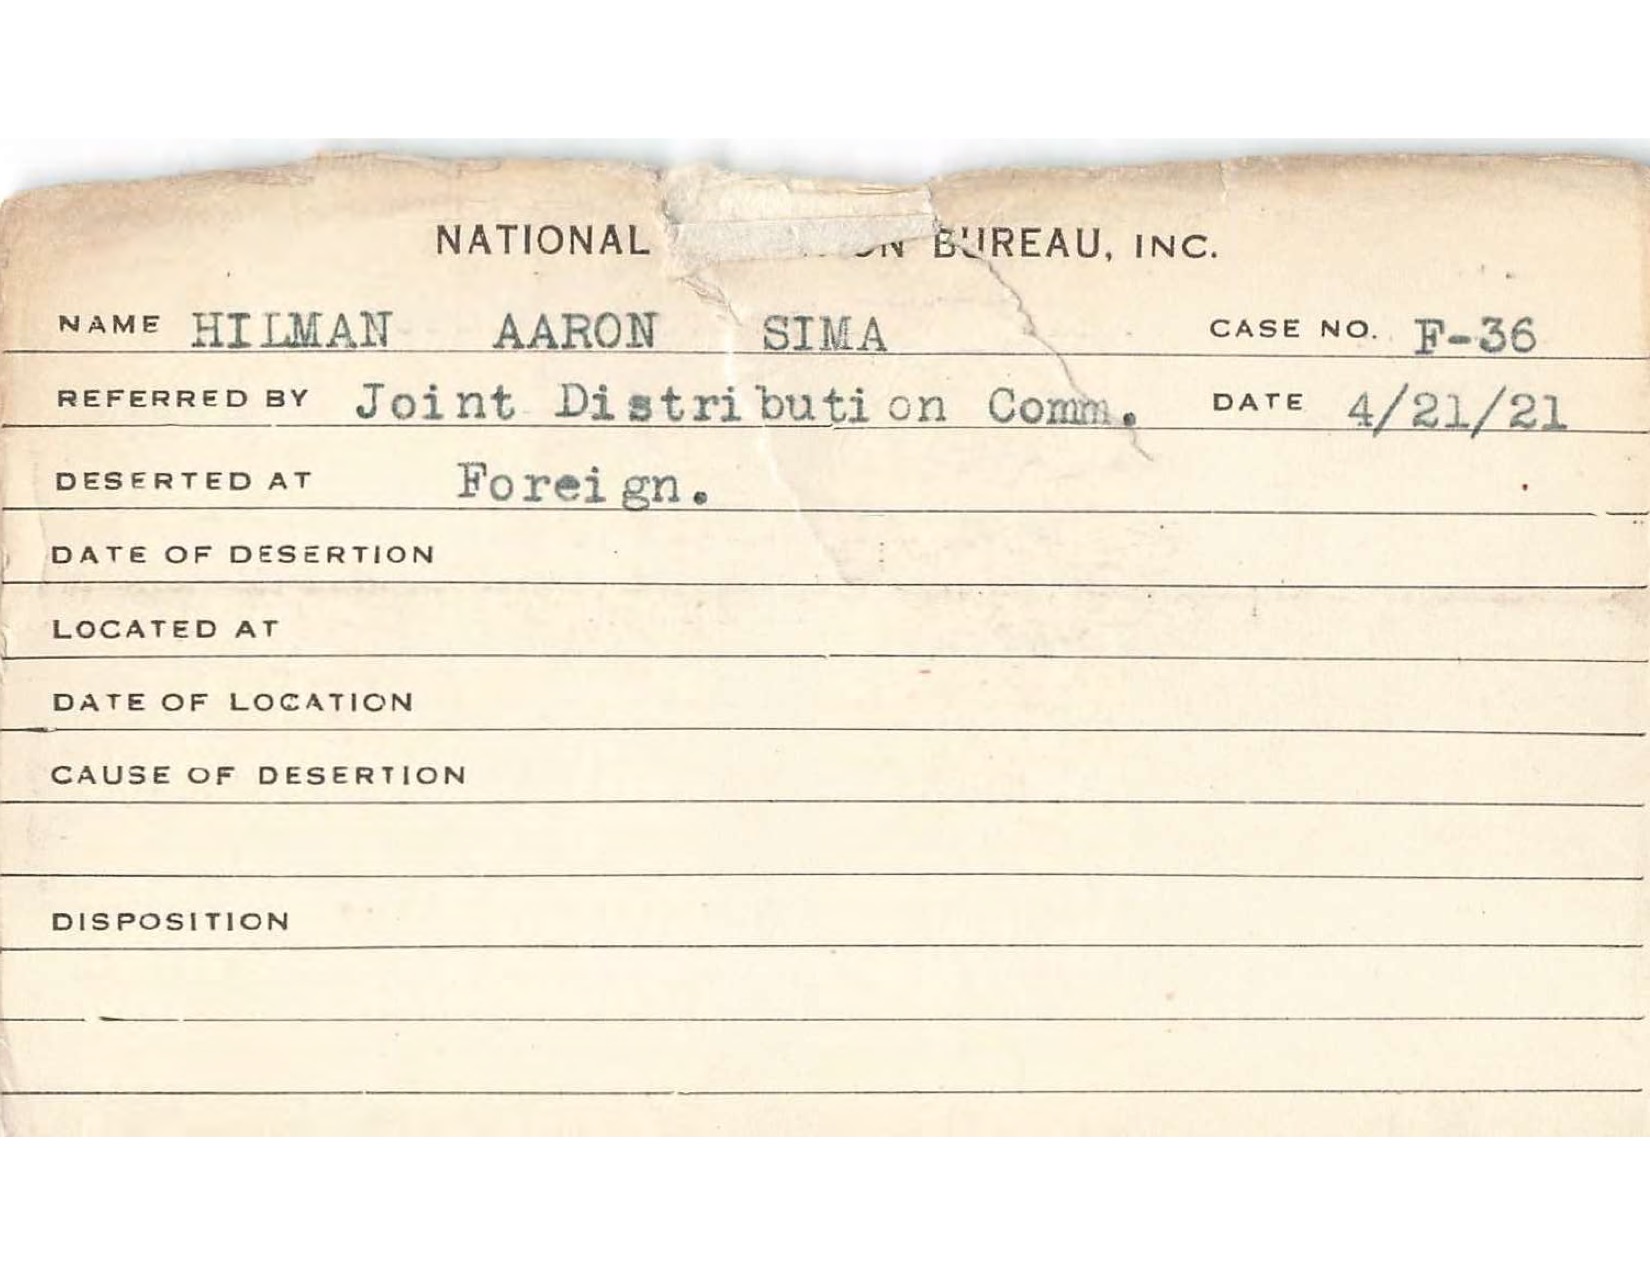 NATIONAL ON BUREAU, INC.
NAME HILMAN AARON SIMA CASE NO. F-36
REFERRED BY Joint Distribution Comm. DATE 4/21/21
DESERTED AT Foreign.
DATE OF DESERTION
LOCATED AT
DATE OF LOCATION
CAUSE OF DESERTION
DISPOSITION